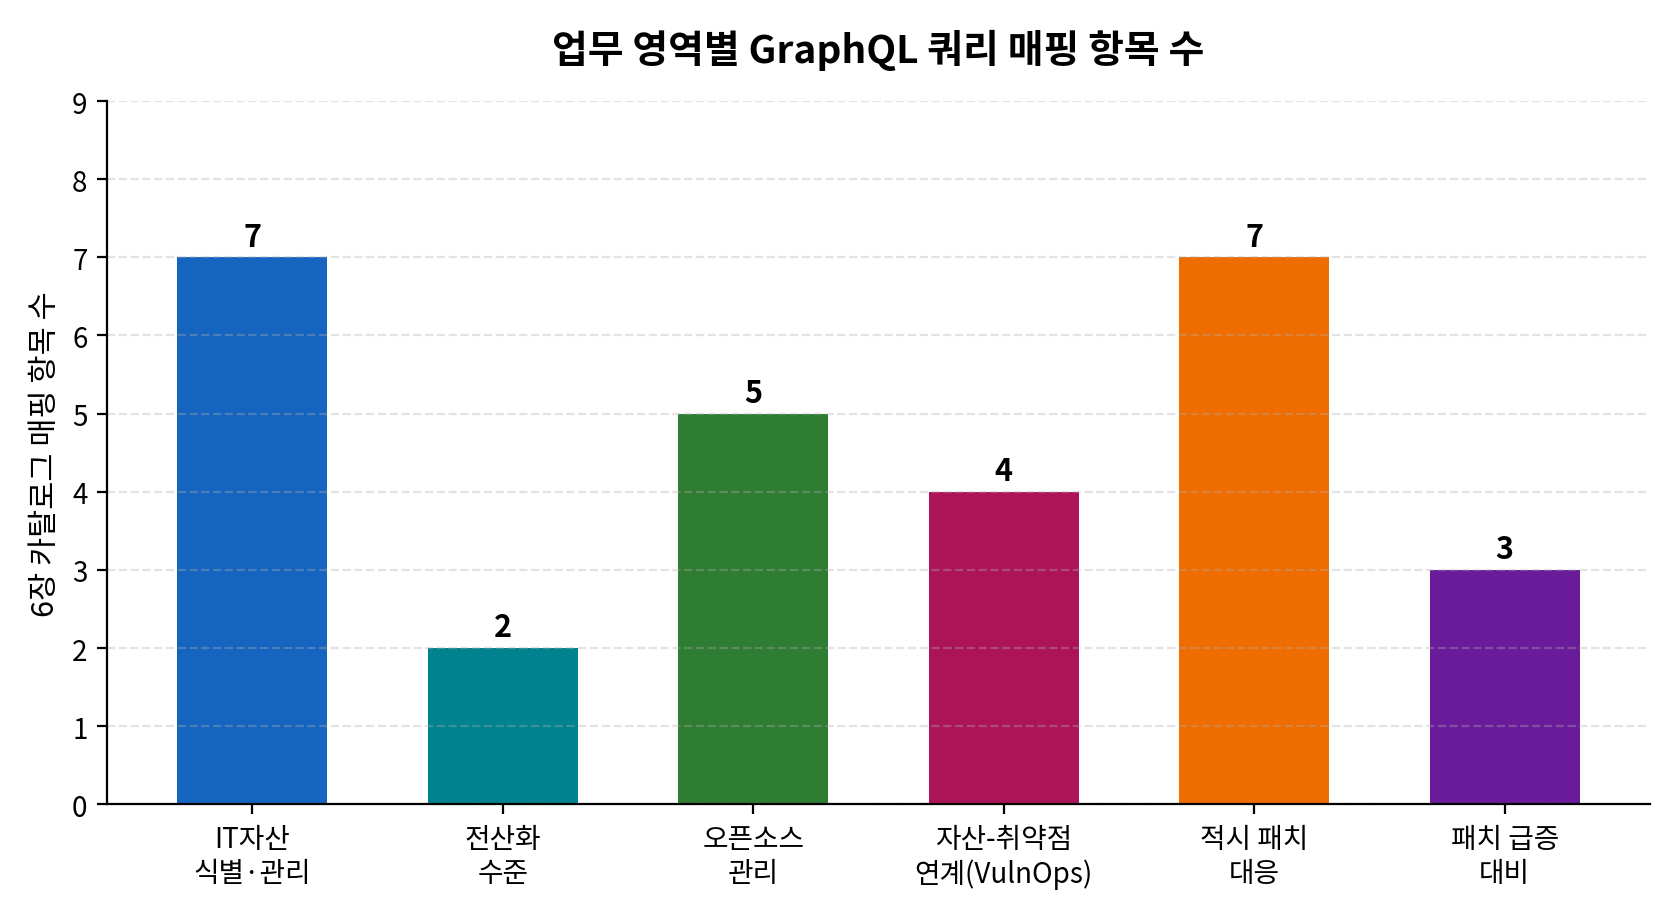 업무 영역별 GraphQL 쿼리 매핑 항목 수
6장 카탈로그 매핑 항목 수
9
8
7
6
5
4
3
2
1
0
7
2
5
4
7
3
IT자산
식별·관리
전산화
수준
오픈소스
관리
자산-취약점
연계(VulnOps)
적시 패치
대응
패치 급증
대비